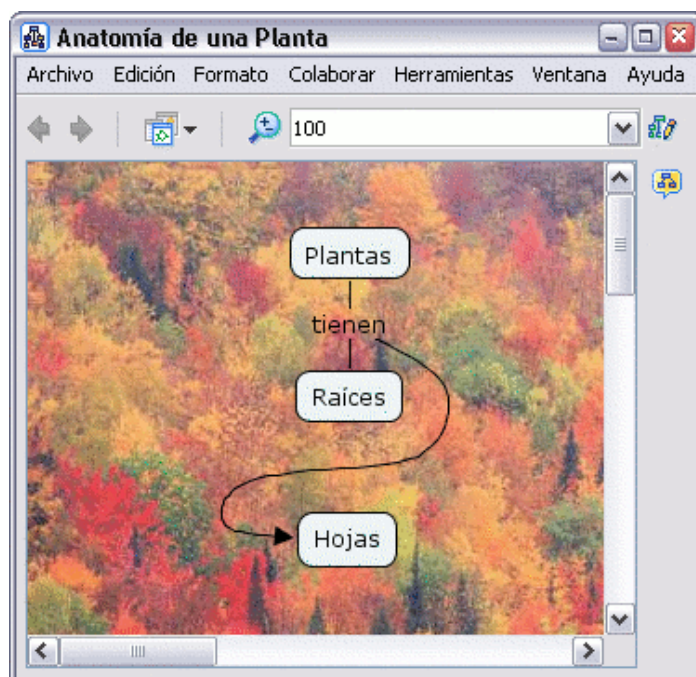 Anatomía de una Planta
Archivo Edición Formato Colaborar Herramientas Ventana Ayuda
100
Plantas
tienen
Raíces
Hojas